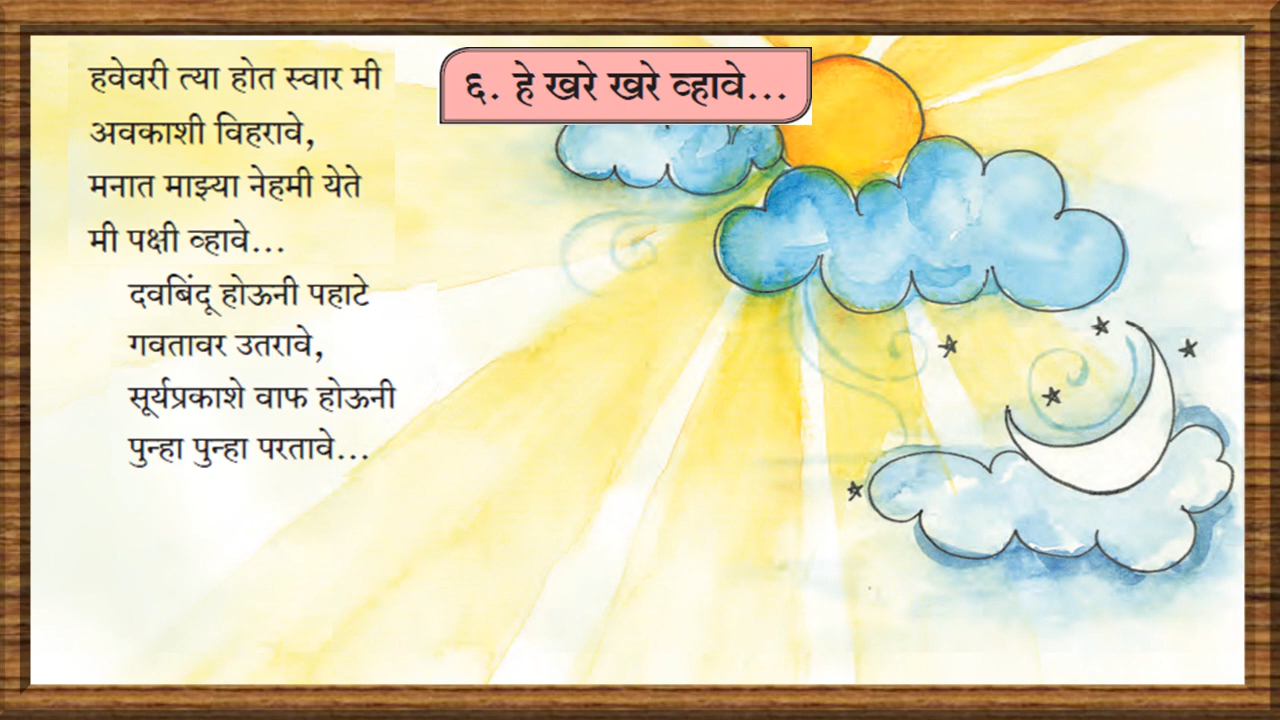 ६. हे खरे खरे व्हावे...
हवेवरी त्या होत स्वार मी
अवकाशी विहरावे,
मनात माझ्या नेहमी येते
मी पक्षी व्हावे...
दवबिंदू होऊनी पहाटे
गवतावर उतरावे,
सूर्यप्रकाशे वाफ होऊनी
पुन्हा पुन्हा परतावे...